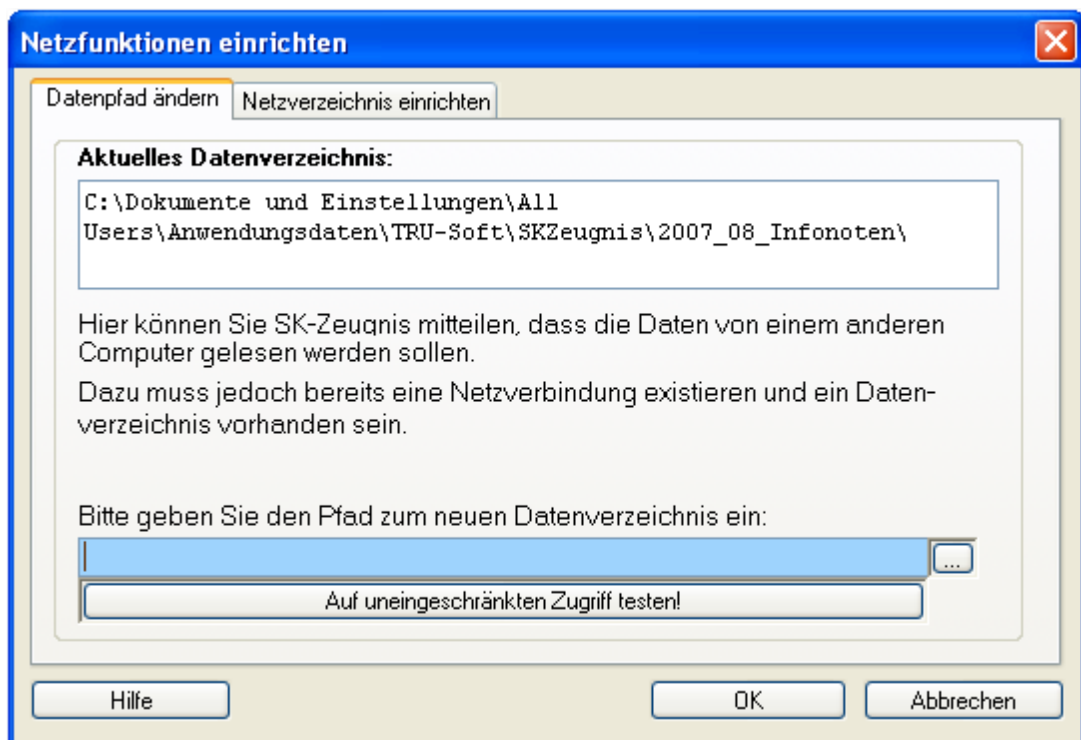 Netzfunktionen einrichten
Datenpfad ändern
Netzverzeichnis einrichten
Aktuelles Datenverzeichnis:
C:\Dokumente und Einstellungen\All
Users\Anwendungsdaten\TRU-Soft\SKZeugnis\2007_08_Infonoten\
Hier können Sie SK-Zeugnis mitteilen, dass die Daten von einem anderen
Computer gelesen werden sollen.
Dazu muss jedoch bereits eine Netzverbindung existieren und ein Daten-
verzeichnis vorhanden sein.
Bitte geben Sie den Pfad zum neuen Datenverzeichnis ein:
...
Auf uneingeschränkten Zugriff testen!
Hilfe
OK
Abbrechen